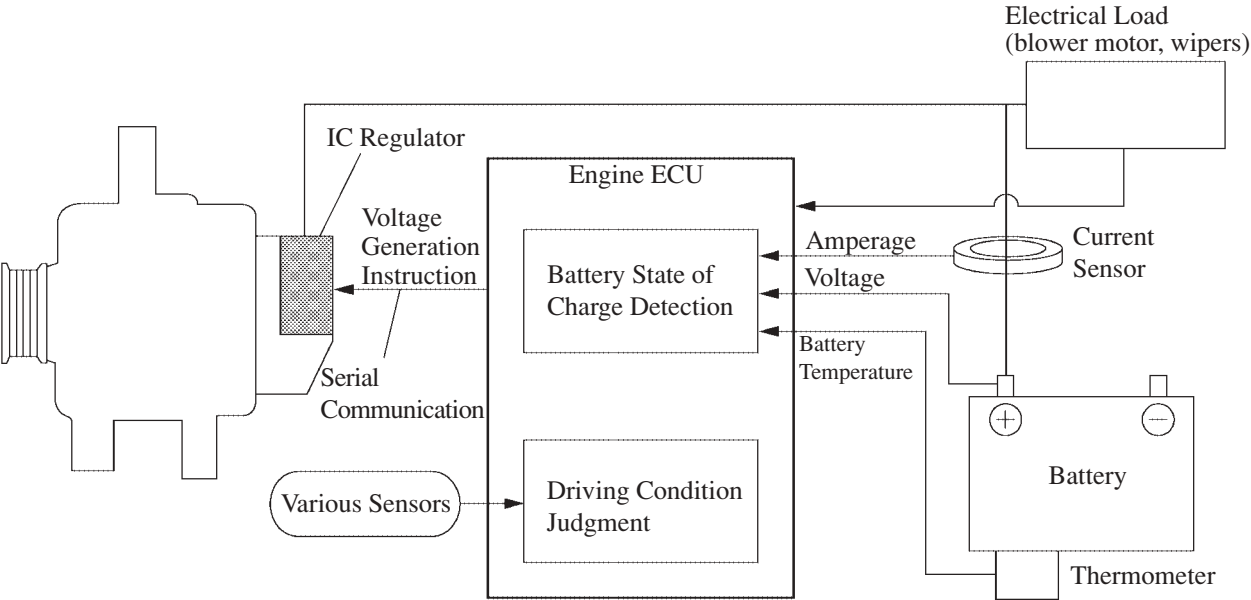 Electrical Load
(blower motor, wipers)
IC Regulator
Engine ECU
Voltage
Generation
Instruction
Amperage
Current
Sensor
Battery State of
Charge Detection
Voltage
Battery
Temperature
Serial
Communication
+
−
Battery
Various Sensors
Driving Condition
Judgment
Thermometer